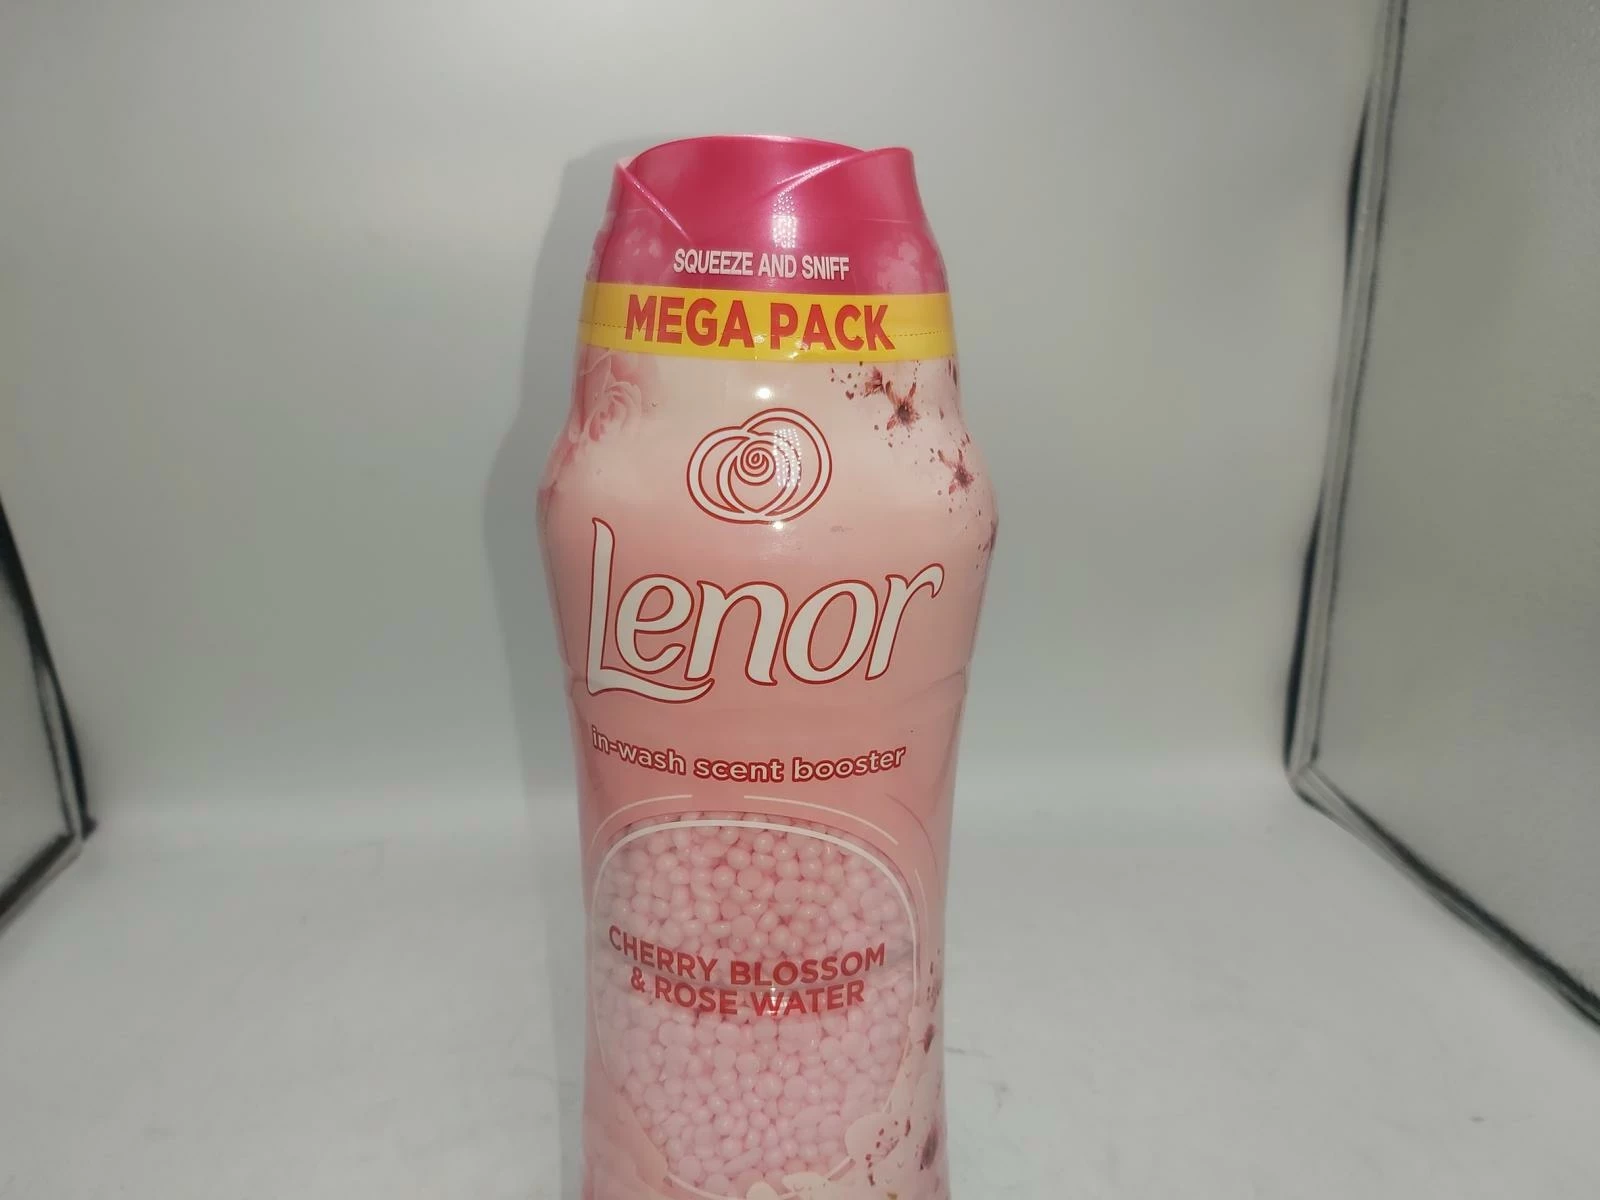 SQUEEZE AND SNIFF
MEGA PACK
Lenor
in-wash scent booster
CHERRY BLOSSOM
& ROSE WATER